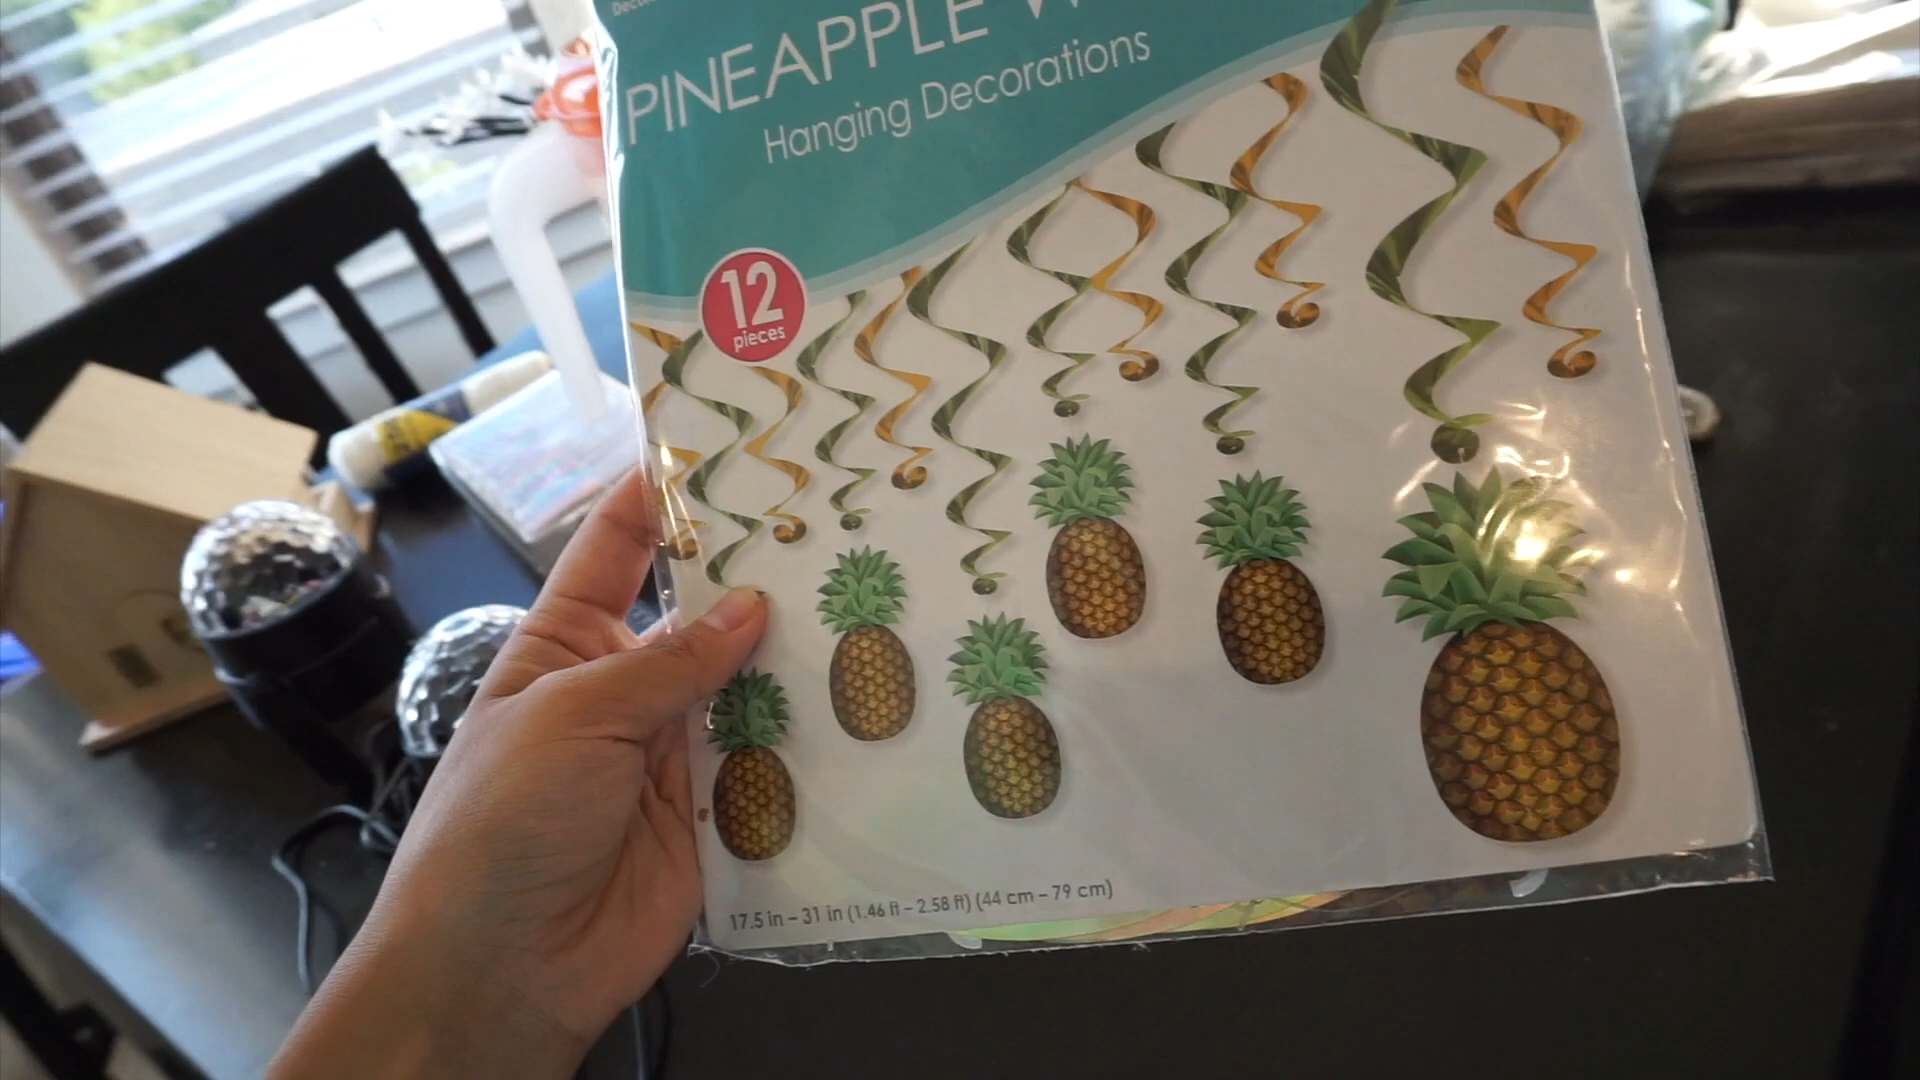 PINEAPPLE
Hanging Decorations
12
pieces
17.5 in – 31 in (1.46 ft – 2.58 ft) (44 cm – 79 cm)